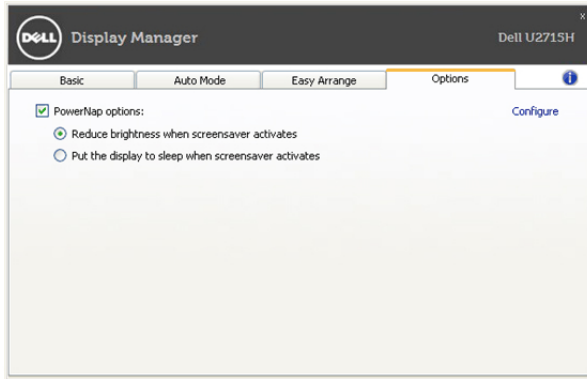 DELL Display Manager Dell U2715H x
Basic Auto Mode Easy Arrange Options i
PowerNap options: Configure
Reduce brightness when screensaver activates
Put the display to sleep when screensaver activates